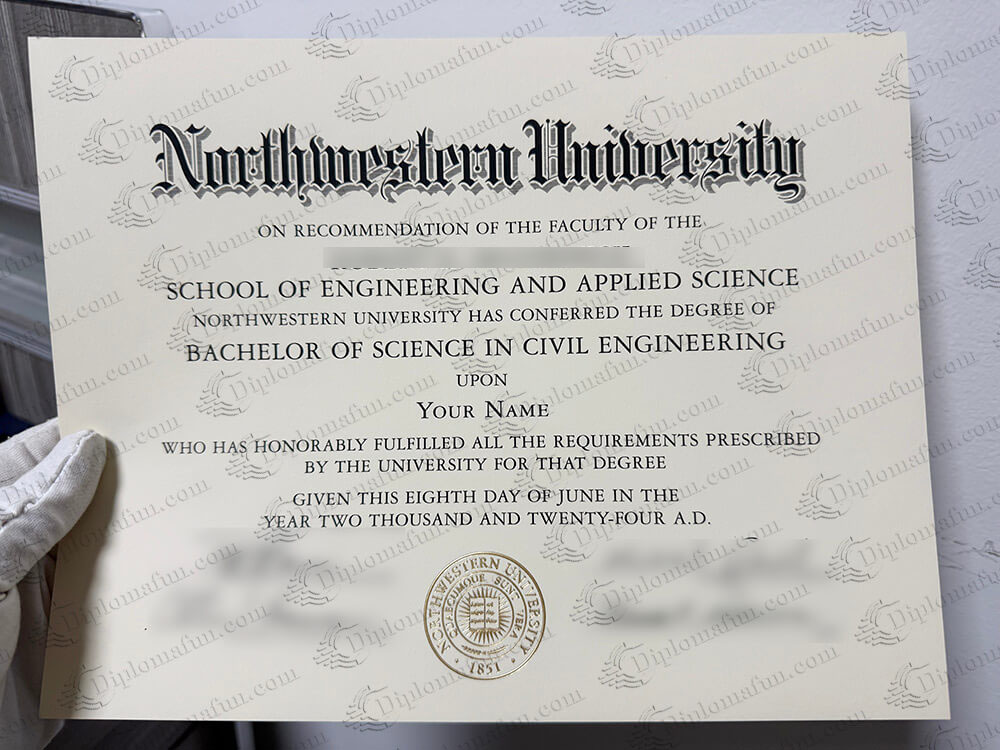 Northwestern University
ON RECOMMENDATION OF THE FACULTY OF THE
SCHOOL OF ENGINEERING AND APPLIED SCIENCE
NORTHWESTERN UNIVERSITY HAS CONFERRED THE DEGREE OF
BACHELOR OF SCIENCE IN CIVIL ENGINEERING
UPON
YOUR NAME
WHO HAS HONORABLY FULFILLED ALL THE REQUIREMENTS PRESCRIBED
BY THE UNIVERSITY FOR THAT DEGREE
GIVEN THIS EIGHTH DAY OF JUNE IN THE
YEAR TWO THOUSAND AND TWENTY-FOUR A.D.
NORTHWESTERN UNIVERSITY
QUAECUMQUE SUNT VERA
· 1851 ·
Diplomafun.com